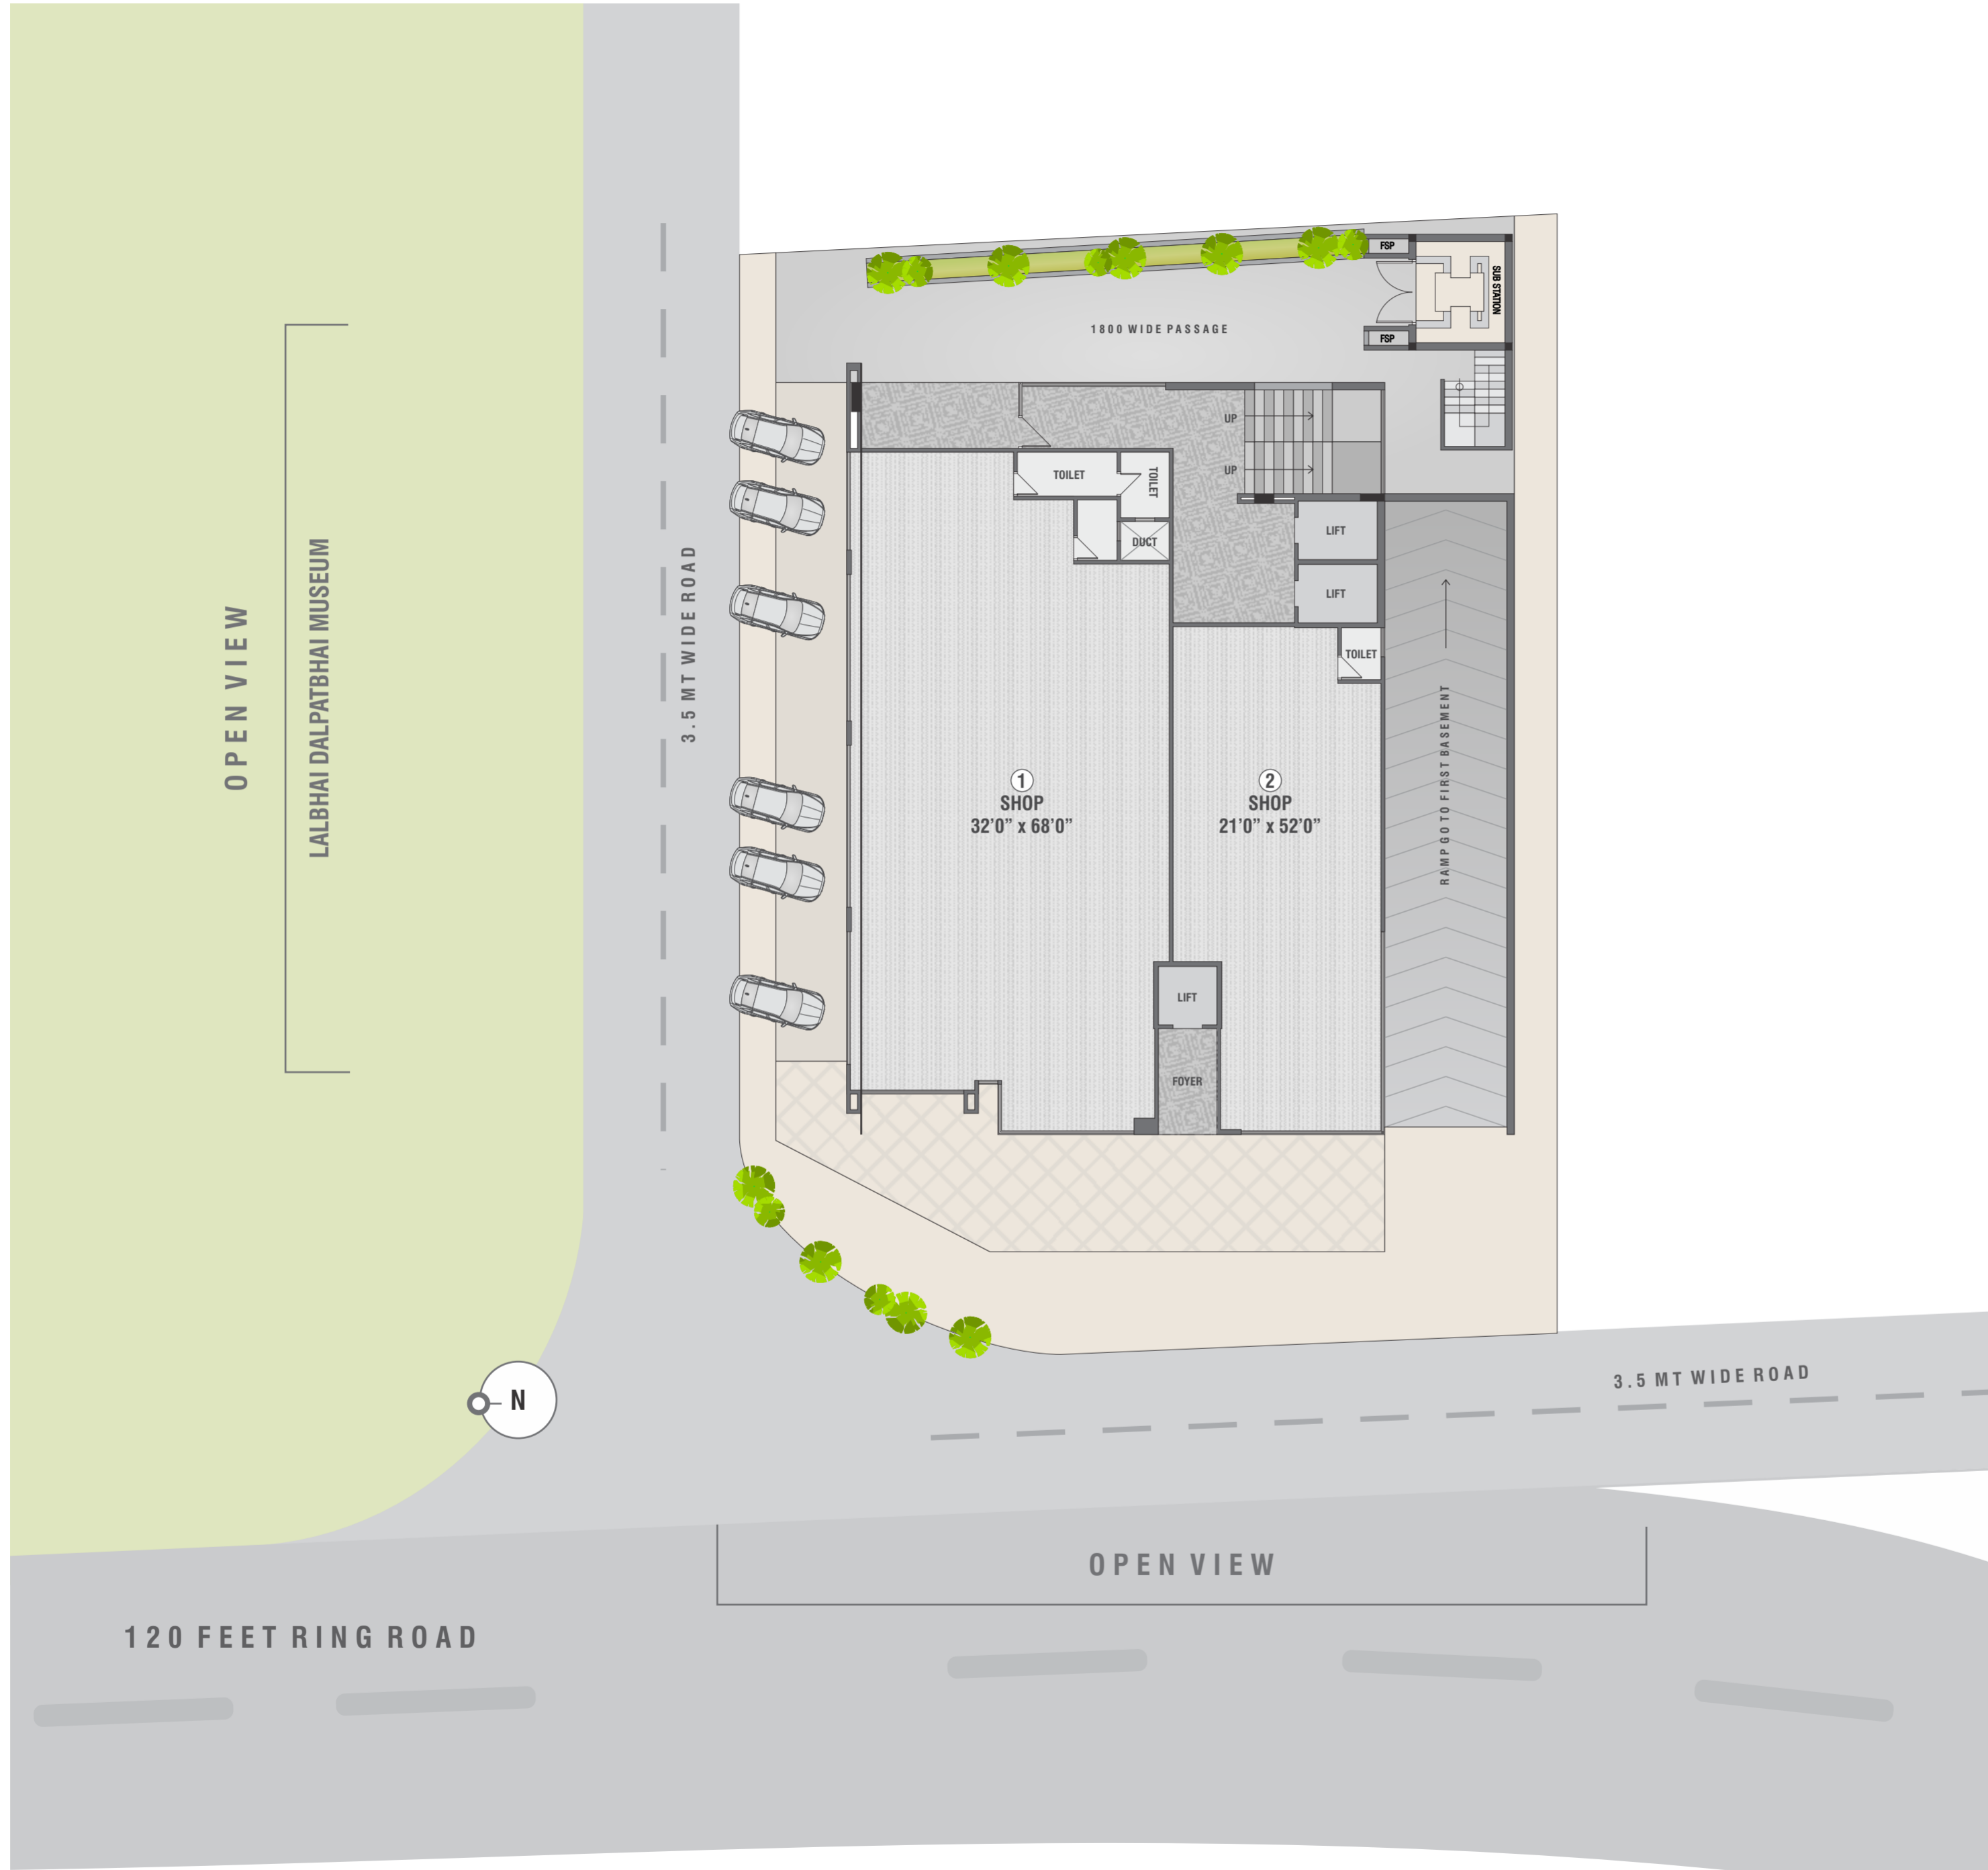 FSP
SUB STATION
1800 WIDE PASSAGE
FSP
UP
UP
TOILET
TOILET
DUCT
LIFT
LIFT
TOILET
OPEN VIEW
LALBHAI DALPATBHAI MUSEUM
3.5 MT WIDE ROAD
1
SHOP
32'0” x 68'0”
2
SHOP
21'0” x 52'0”
RAMP GO TO FIRST BASEMENT
LIFT
FOYER
N
3.5 MT WIDE ROAD
OPEN VIEW
120 FEET RING ROAD